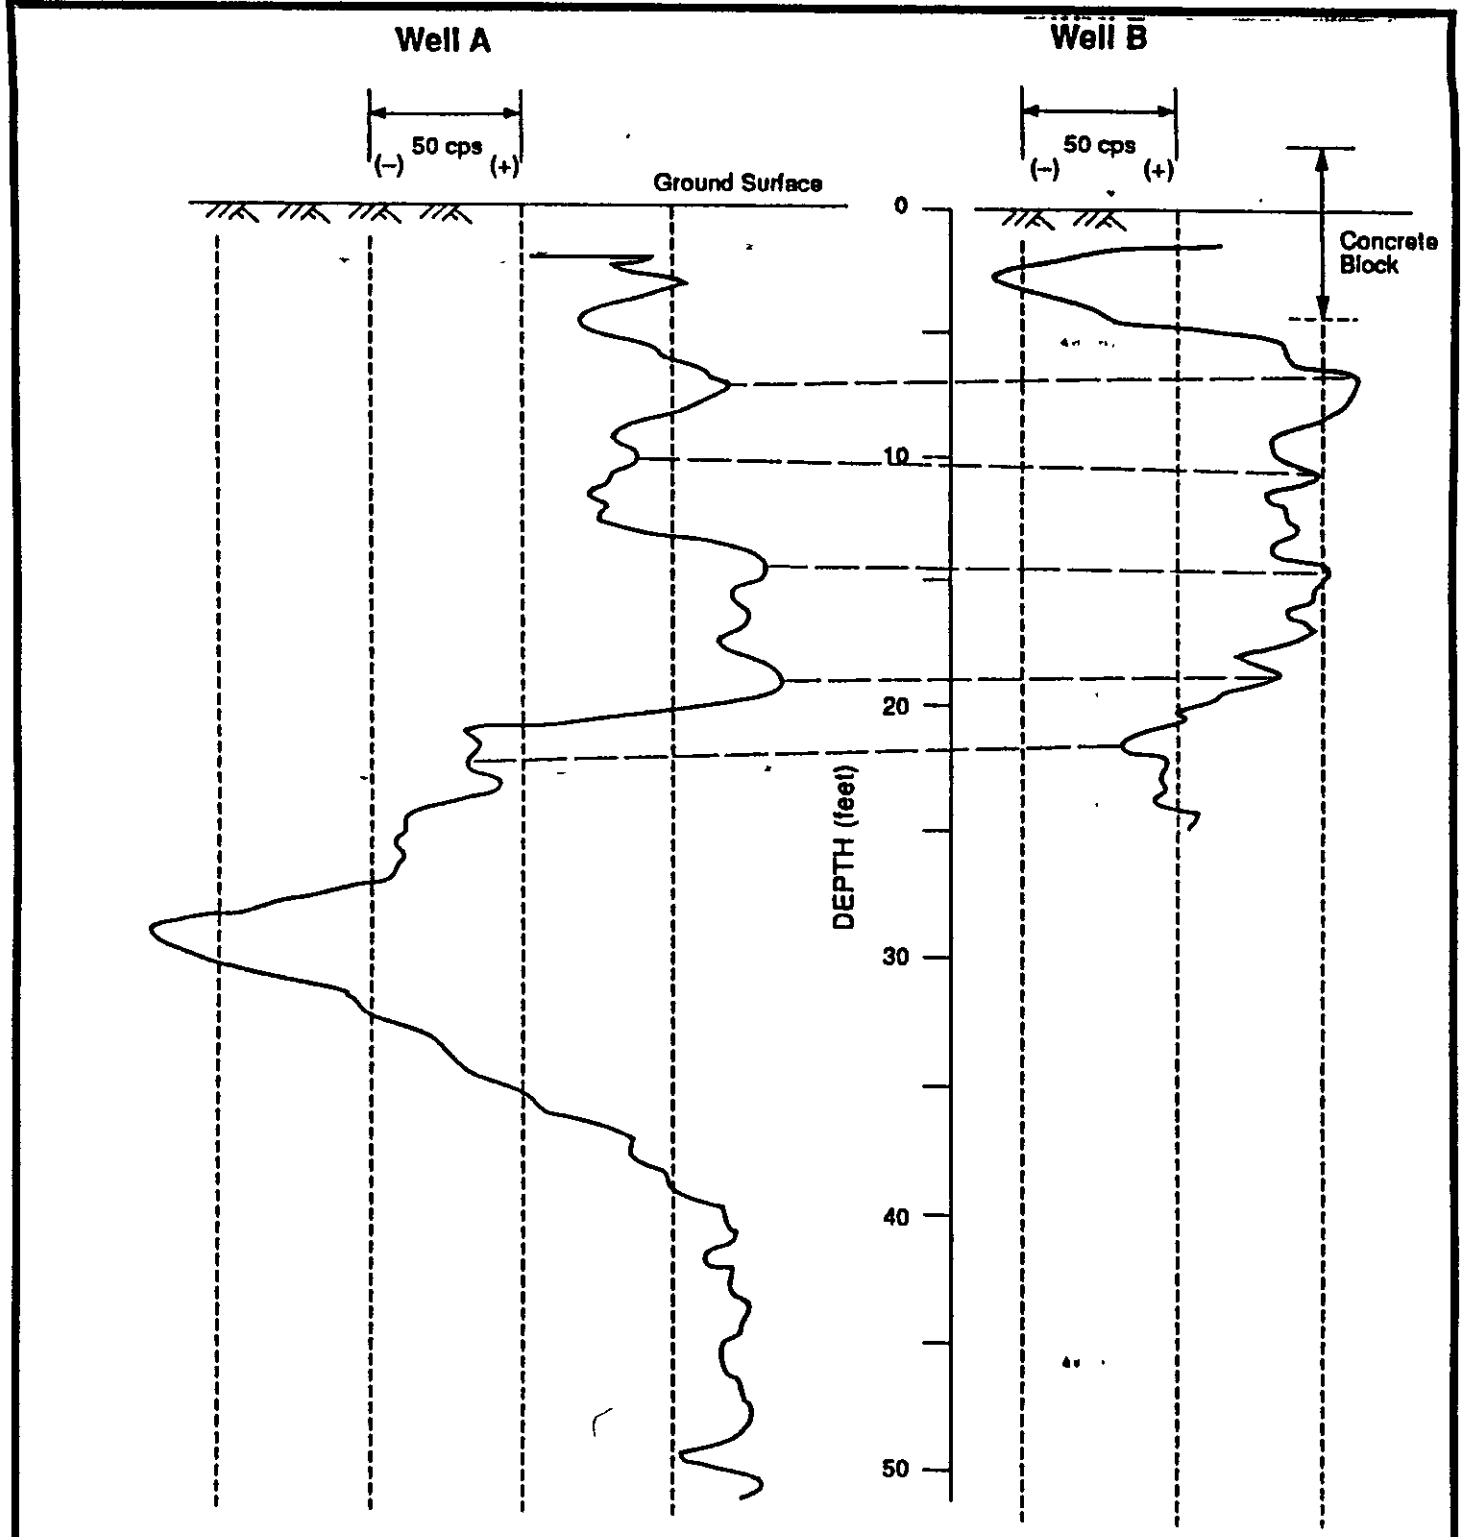 Well A
Well B
50 cps
(–) (+)
50 cps
(–) (+)
Ground Surface
0
Concrete
Block
10
20
DEPTH (feet)
30
40
50